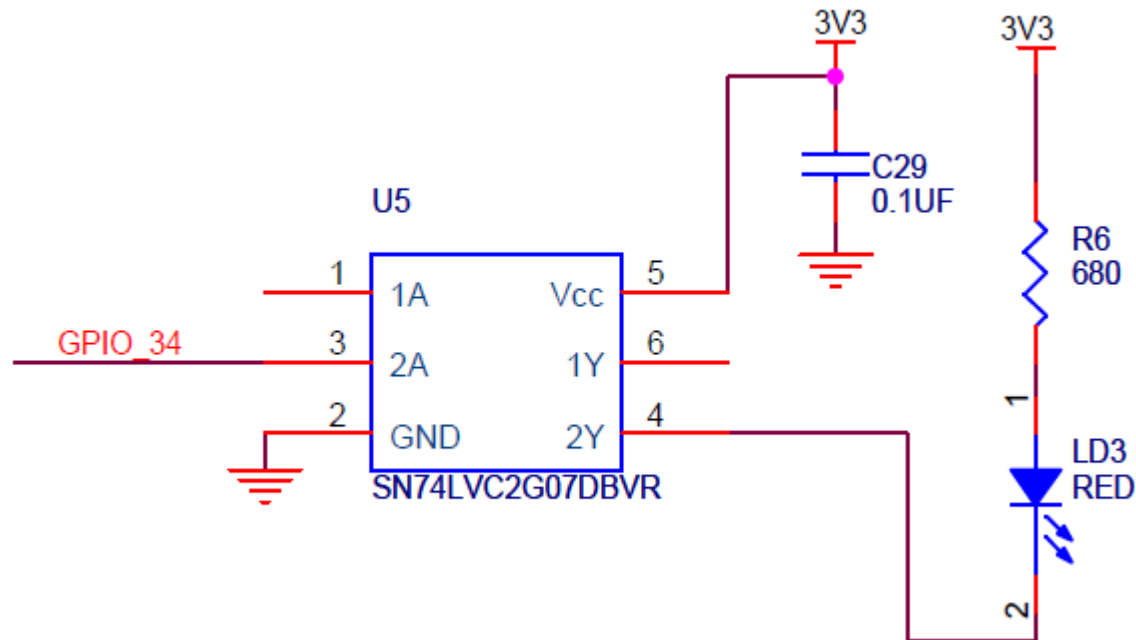 3V3
3V3
C29
0.1UF
U5
R6
680
1
1A
Vcc
5
GPIO_34
3
2A
1Y
6
2
GND
2Y
4
1
LD3
RED
SN74LVC2G07DBVR
2